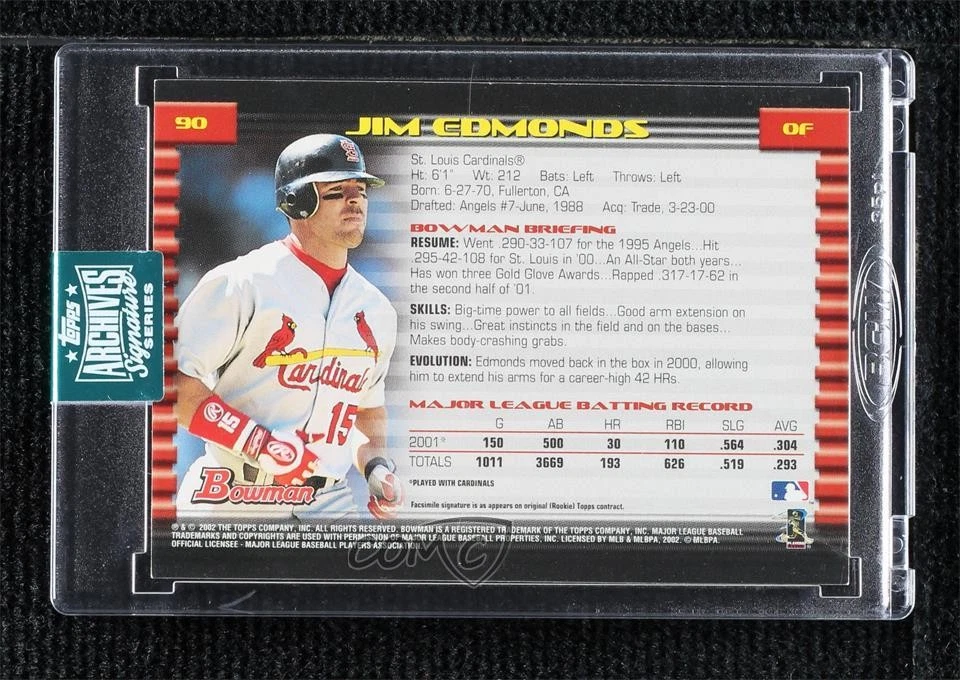 90
JIM EDMONDS
OF
St. Louis Cardinals®
Ht: 6'1" Wt: 212 Bats: Left Throws: Left
Born: 6-27-70, Fullerton, CA
Drafted: Angels #7-June, 1988 Acq: Trade, 3-23-00
BOWMAN BRIEFING
RESUME: Went .290-33-107 for the 1995 Angels...Hit
.295-42-108 for St. Louis in '00...An All-Star both years...
Has won three Gold Glove Awards...Rapped .317-17-62 in
the second half of '01.
SKILLS: Big-time power to all fields...Good arm extension on
his swing...Great instincts in the field and on the bases...
Makes body-crashing grabs.
EVOLUTION: Edmonds moved back in the box in 2000, allowing
him to extend his arms for a career-high 42 HRs.
MAJOR LEAGUE BATTING RECORD
G AB HR RBI SLG AVG
2001* 150 500 30 110 .564 .304
TOTALS 1011 3669 193 626 .519 .293
*PLAYED WITH CARDINALS
Facsimile signature is as appears on original (Rookie) Topps contract.
® & © 2002 THE TOPPS COMPANY, INC. ALL RIGHTS RESERVED. BOWMAN IS A REGISTERED TRADEMARK OF THE TOPPS COMPANY, INC. MAJOR LEAGUE BASEBALL
TRADEMARKS AND COPYRIGHTS ARE USED WITH PERMISSION OF MAJOR LEAGUE BASEBALL PROPERTIES, INC. LICENSED BY MLB & MLBPA, 2002. © MLBPA.
OFFICIAL LICENSEE - MAJOR LEAGUE BASEBALL PLAYERS ASSOCIATION
Topps
ARCHIVES
Signature
SERIES
Cardinals
15
15
Bowman
BCW
COMC